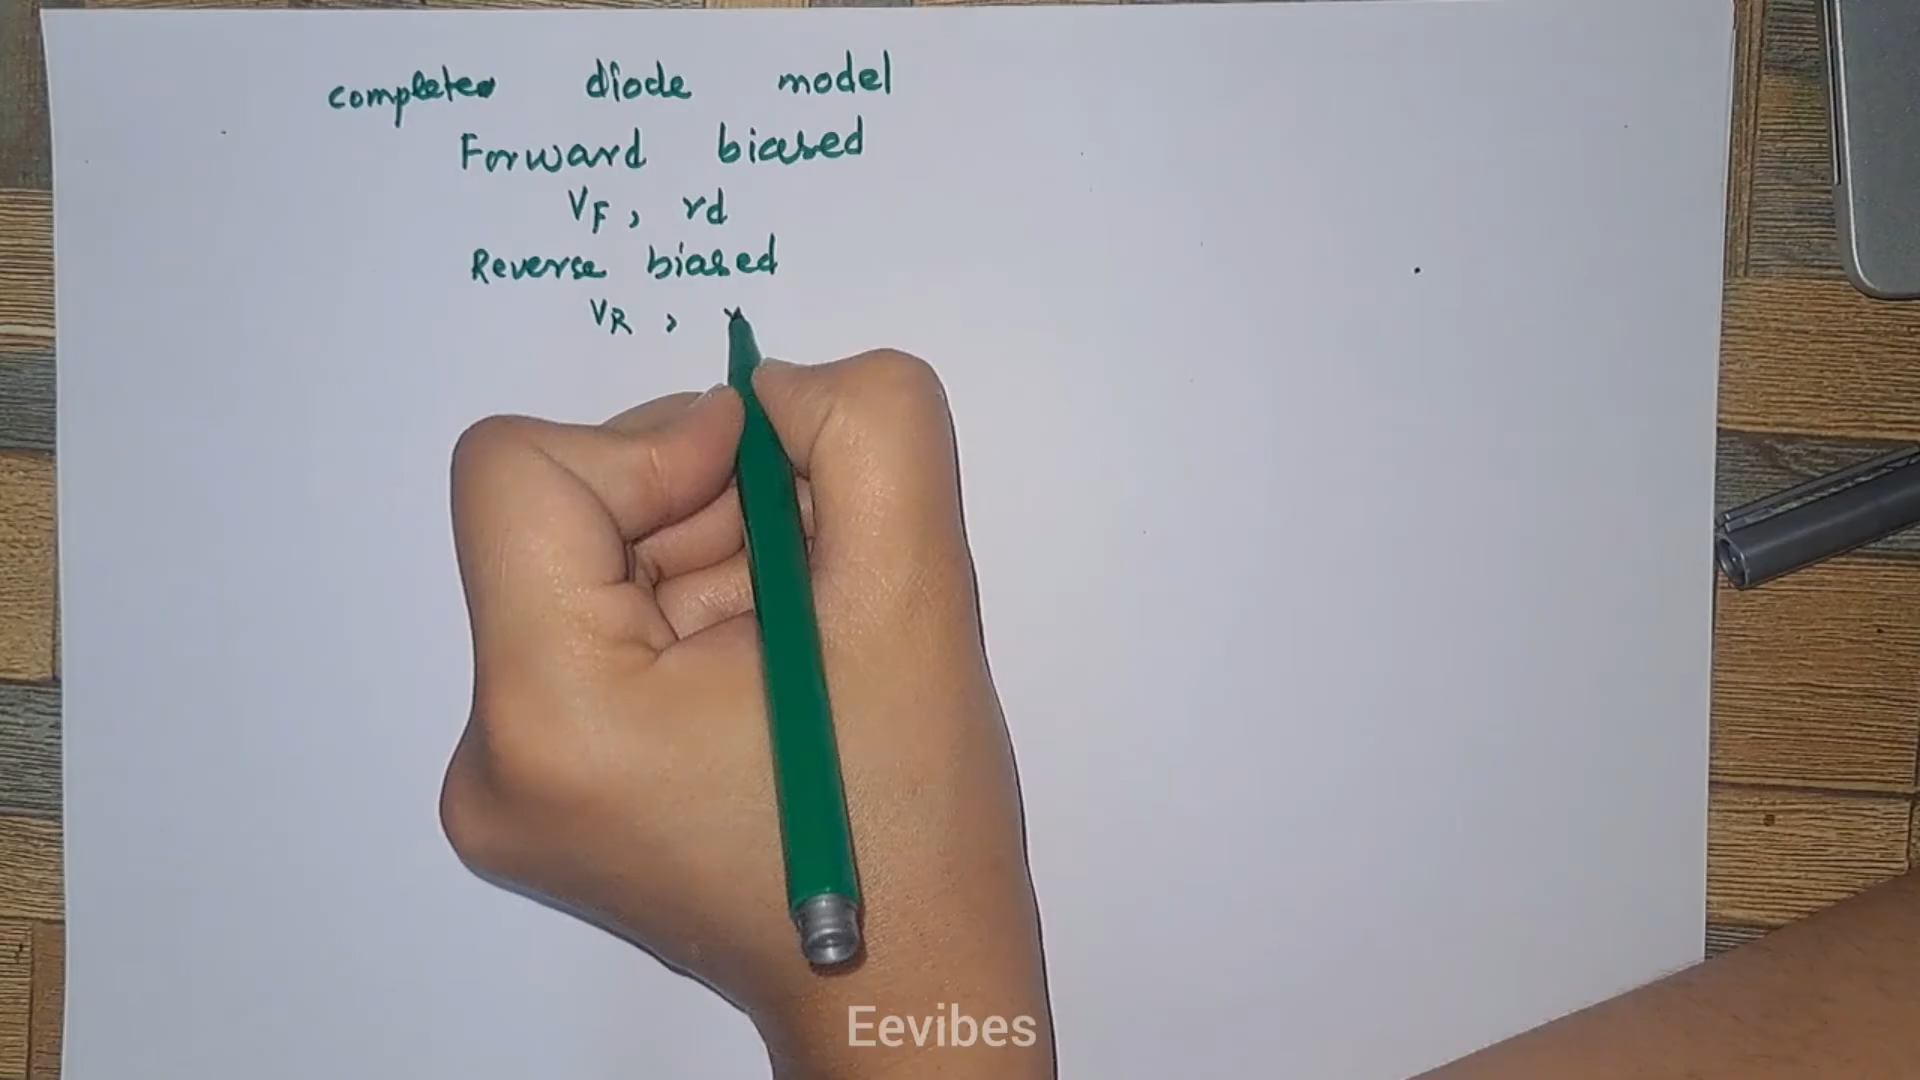 complete diode model
Forward biased
VF, rd
Reverse biased
VR,
Eevibes